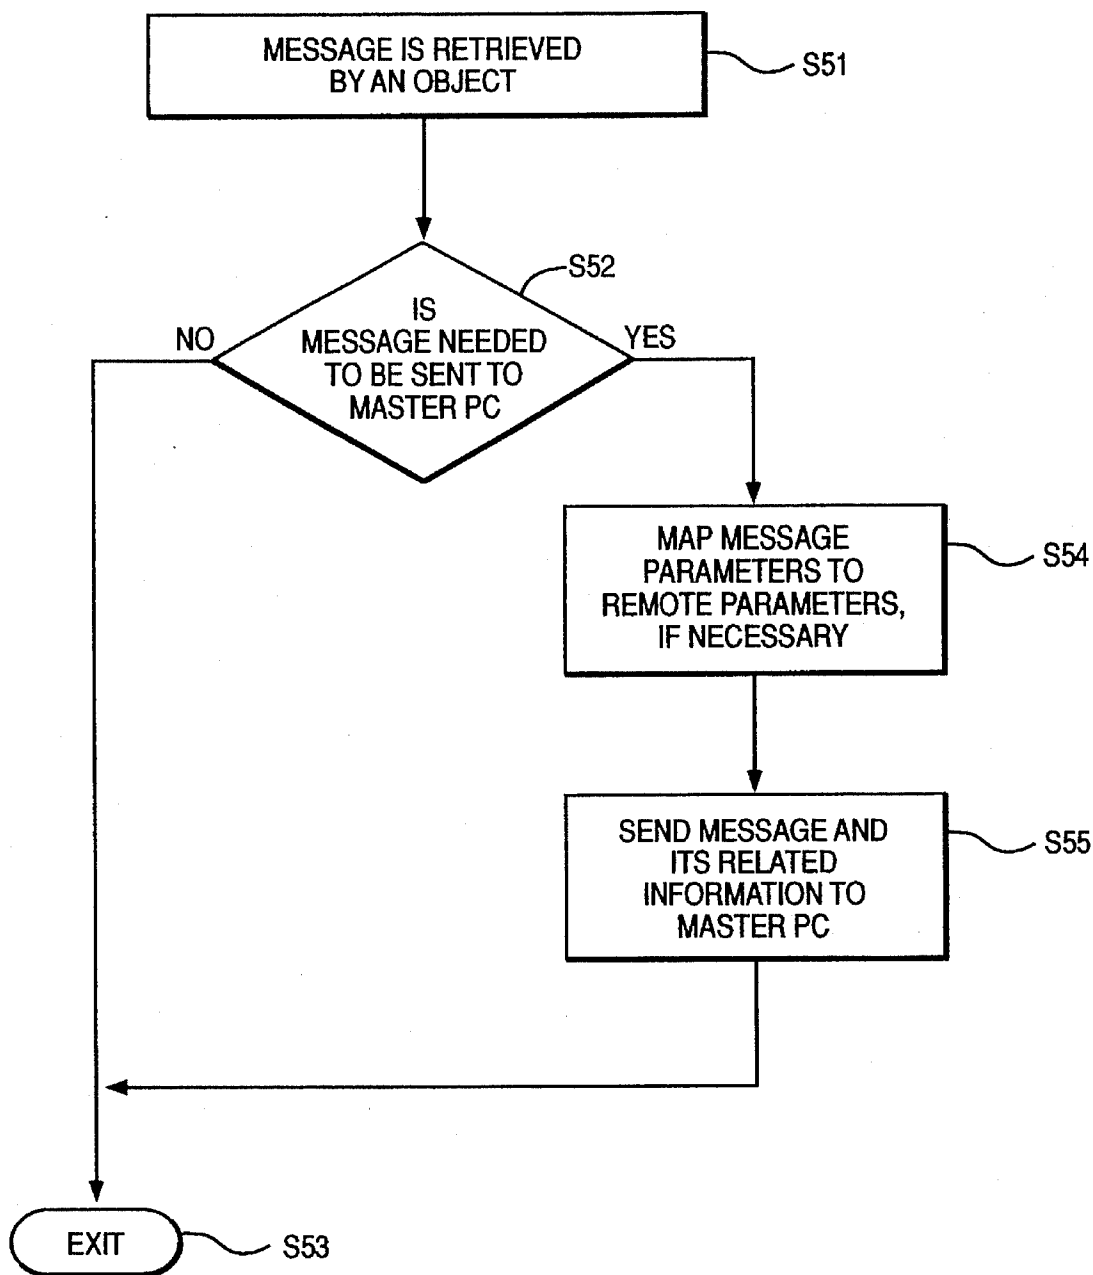 MESSAGE IS RETRIEVED
BY AN OBJECT
S51
S52
IS
MESSAGE NEEDED
TO BE SENT TO
MASTER PC
NO
YES
MAP MESSAGE
PARAMETERS TO
REMOTE PARAMETERS,
IF NECESSARY
S54
SEND MESSAGE AND
ITS RELATED
INFORMATION TO
MASTER PC
S55
EXIT
S53